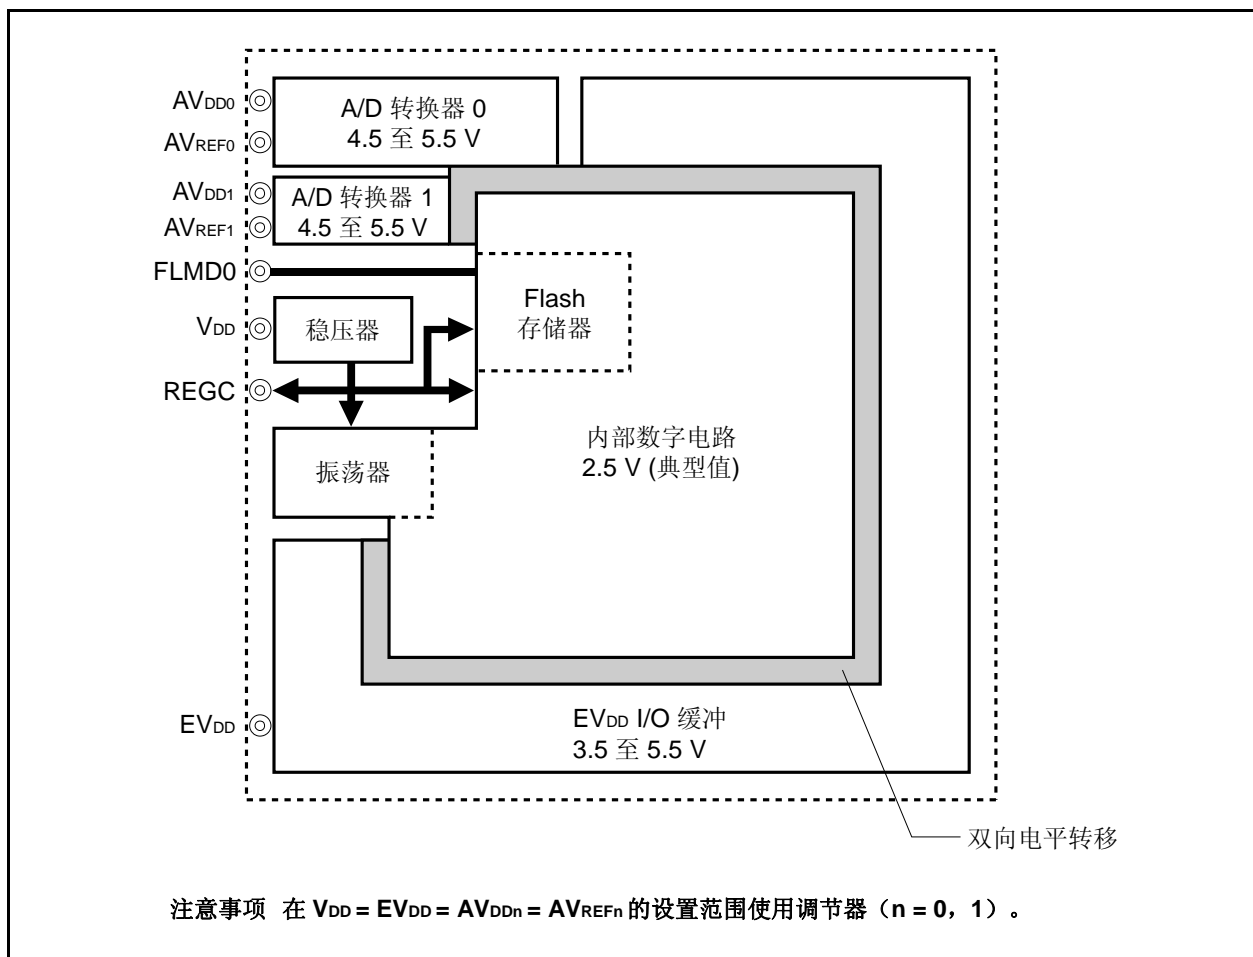 AVDD0
A/D 转换器 0
4.5 至 5.5 V
AVREF0
AVDD1
A/D 转换器 1
4.5 至 5.5 V
AVREF1
FLMD0
Flash
存储器
VDD
稳压器
REGC
内部数字电路
2.5 V (典型值)
振荡器
EVDD
EVDD I/O 缓冲
3.5 至 5.5 V
双向电平转移
注意事项 在 VDD = EVDD = AVDDn = AVREFn 的设置范围使用调节器（n = 0，1）。